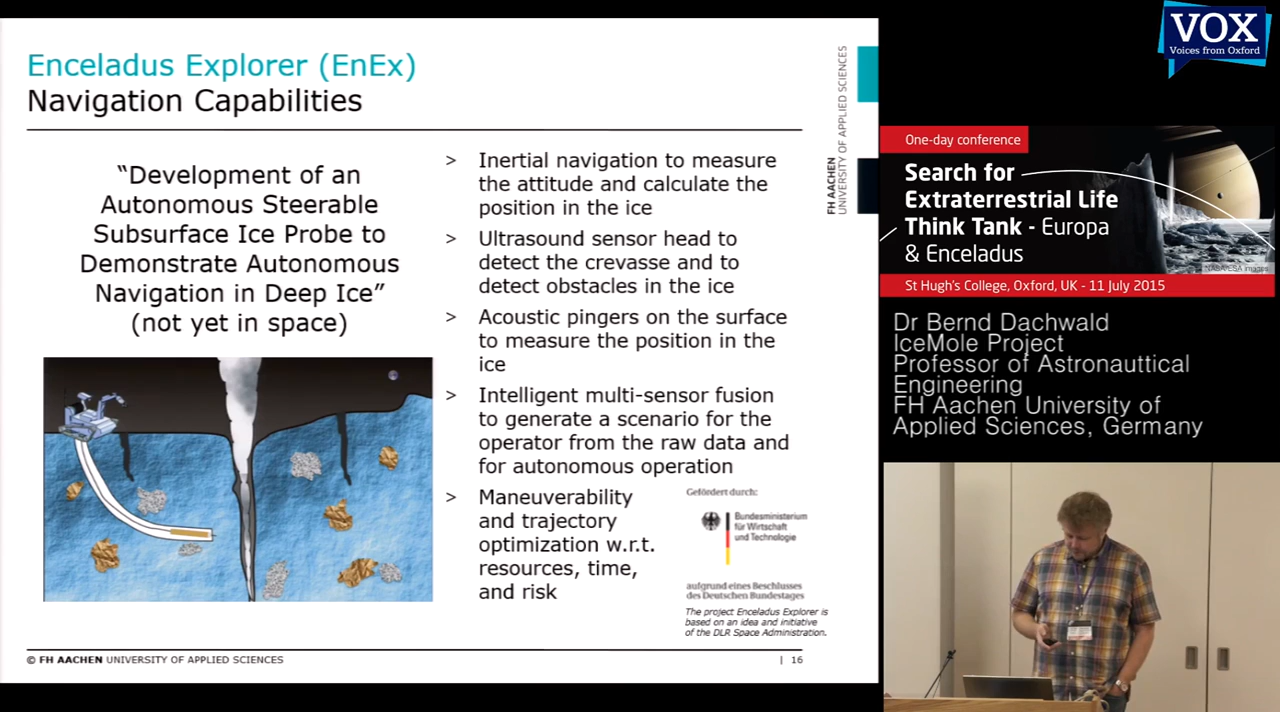 Enceladus Explorer (EnEx)
Navigation Capabilities
“Development of an
Autonomous Steerable
Subsurface Ice Probe to
Demonstrate Autonomous
Navigation in Deep Ice”
(not yet in space)
> Inertial navigation to measure
the attitude and calculate the
position in the ice
> Ultrasound sensor head to
detect the crevasse and to
detect obstacles in the ice
> Acoustic pingers on the surface
to measure the position in the
ice
> Intelligent multi-sensor fusion
to generate a scenario for the
operator from the raw data and
for autonomous operation
> Maneuverability
and trajectory
optimization w.r.t.
resources, time,
and risk
Gefördert durch:
Bundesministerium
für Wirtschaft
und Technologie
aufgrund eines Beschlusses
des Deutschen Bundestages
The project Enceladus Explorer is
based on an idea and initiative
of the DLR Space Administration.
© FH AACHEN UNIVERSITY OF APPLIED SCIENCES
| 16
FH AACHEN
UNIVERSITY OF APPLIED SCIENCES
VOX
Voices from Oxford
One-day conference
Search for
Extraterrestrial Life
Think Tank - Europa
& Enceladus
NASA/ESA images
St Hugh's College, Oxford, UK - 11 July 2015
Dr Bernd Dachwald
IceMole Project
Professor of Astronauttical
Engineering
FH Aachen University of
Applied Sciences, Germany